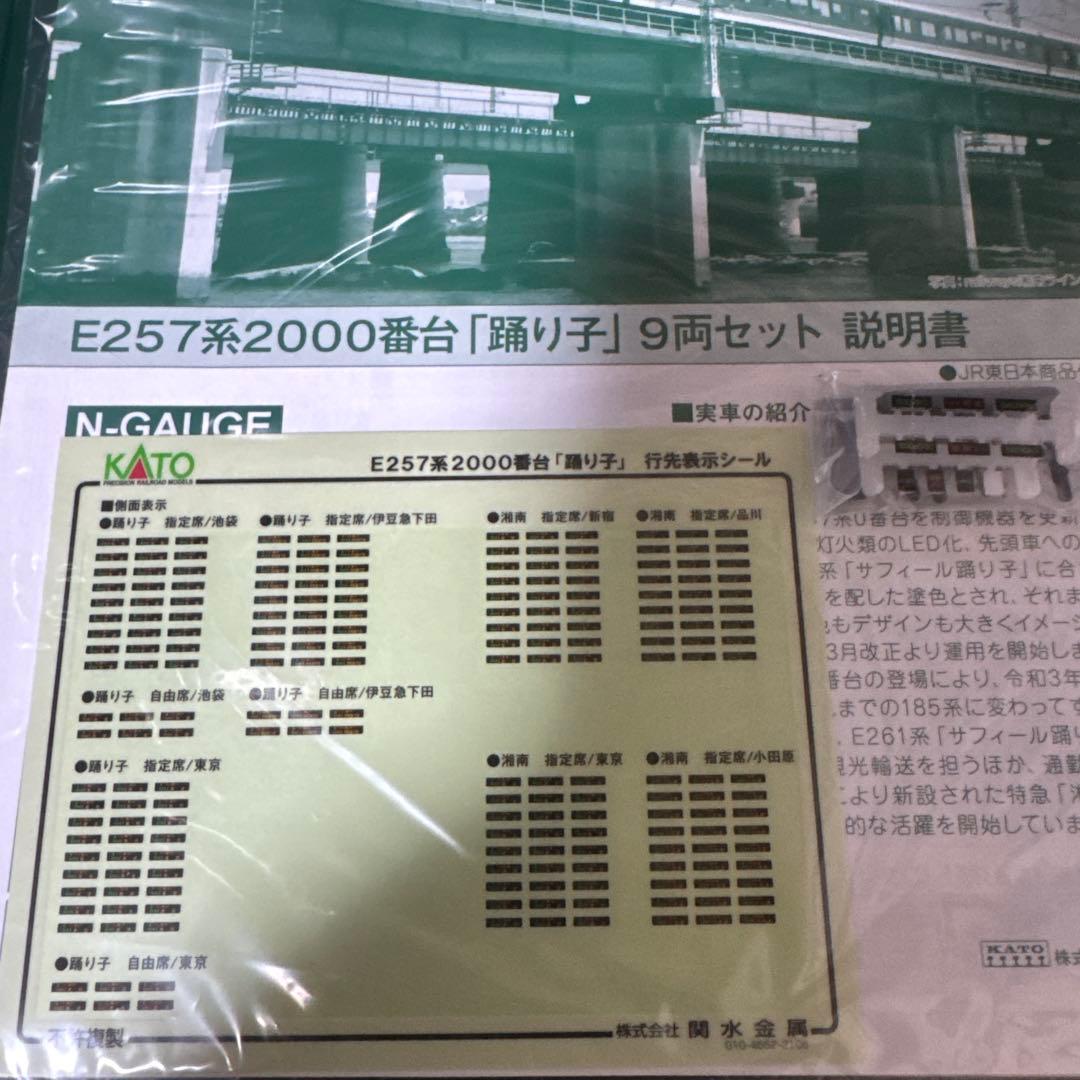 E257系2000番台「踊り子」9両セット 説明書
●JR東日本商品
N-GAUGE
■実車の紹介
KATO
PRECISION RAILROAD MODELS
E257系2000番台「踊り子」 行先表示シール
■側面表示
●踊り子 指定席/池袋
●踊り子 指定席/伊豆急下田
●湘南 指定席/新宿
●湘南 指定席/品川
●踊り子 自由席/池袋
●踊り子 自由席/伊豆急下田
●踊り子 指定席/東京
●湘南 指定席/東京
●湘南 指定席/小田原
●踊り子 自由席/東京
不許複製
株式会社 関水金属
系0番台を制御機器を更新
灯火類のLED化、先頭車への
系「サフィール踊り子」に合
を配した塗色とされ、それま
もデザインも大きくイメージ
3月改正より運用を開始しま
番台の登場により、令和3年
までの185系に変わってす
E261系「サフィール踊り
光輸送を担うほか、通勤
より新設された特急「湘
的な活躍を開始していま
KATO 株式